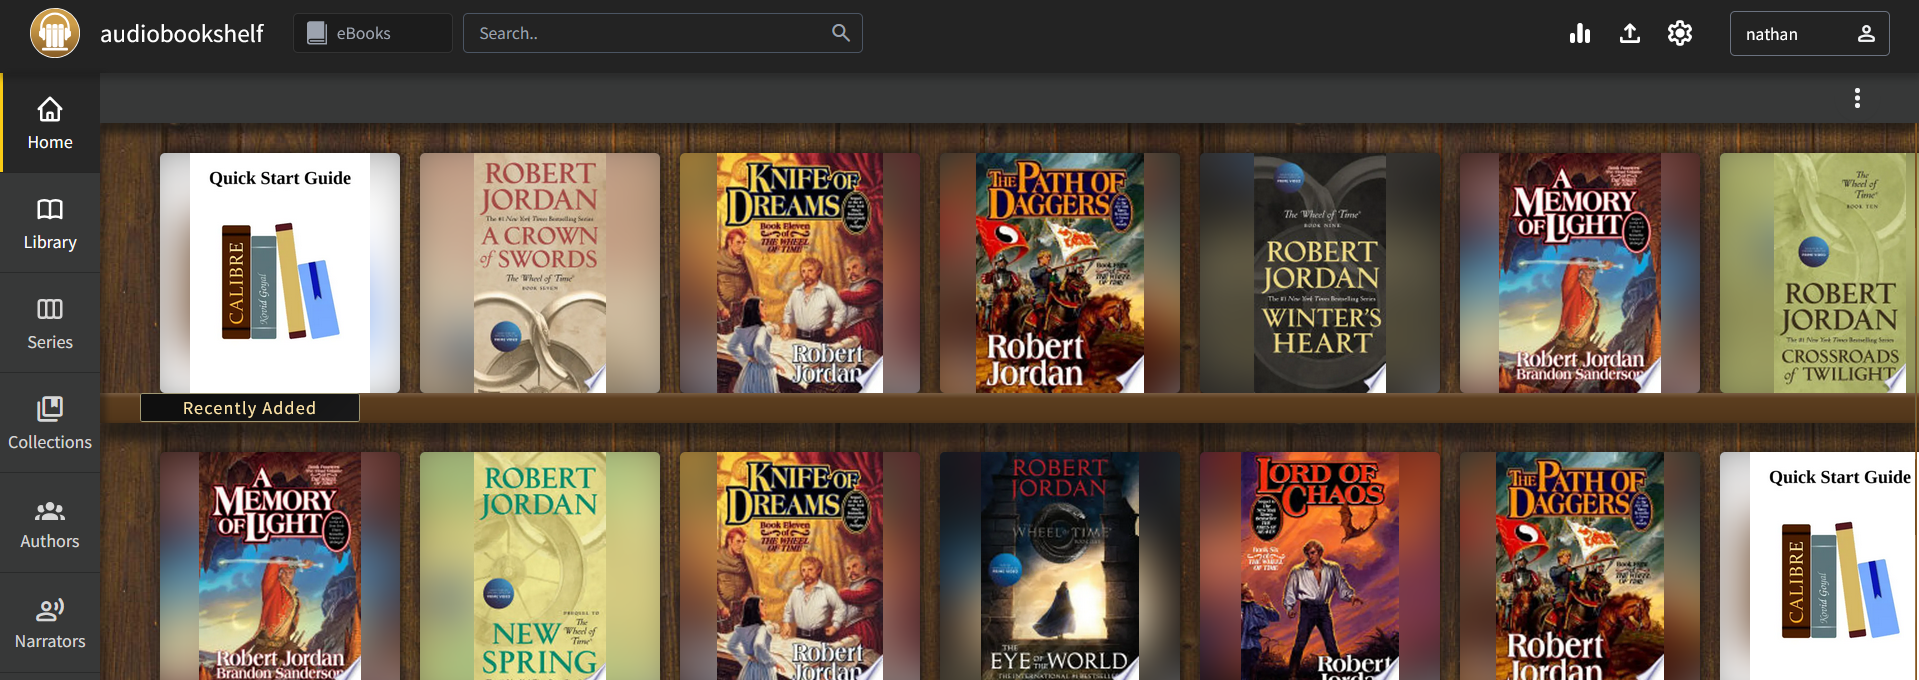 audiobookshelf
eBooks
Search..
nathan
Home
Library
Series
Collections
Authors
Narrators
Quick Start Guide
CALIBRE
Kovid Goyal
ROBERT
JORDAN
The #1 New York Times Bestselling Series
A CROWN
of SWORDS
The Wheel of Time
BOOK SEVEN
KNIFE OF
DREAMS
Book Eleven
of
THE WHEEL
OF TIME
Robert
Jordan
THE PATH OF
DAGGERS
Book Eight
of THE WHEEL
OF TIME
Robert
Jordan
The Wheel of Time
BOOK NINE
ROBERT
JORDAN
The #1 New York Times Bestselling Series
WINTER'S
HEART
A
MEMORY
OF LIGHT
Robert Jordan
Brandon Sanderson
The
Wheel of
Time
BOOK TEN
ROBERT
JORDAN
The #1 New York Times Bestselling Series
CROSSROADS
of TWILIGHT
Recently Added
A
MEMORY
OF LIGHT
Robert Jordan
Brandon Sanderson
ROBERT
JORDAN
PREQUEL TO
The
Wheel of
Time
NEW
SPRING
KNIFE OF
DREAMS
Book Eleven
of
THE WHEEL
OF TIME
Robert
Jordan
ROBERT
JORDAN
WHEEL OF TIME
THE
EYE OF THE WORLD
THE INTERNATIONAL #1 BESTSELLER
LORD OF
CHAOS
Book Six
of
THE WHEEL
OF TIME
Robert
THE PATH OF
DAGGERS
Book Eight
of THE WHEEL
OF TIME
Robert
Jordan
Quick Start Guide
CALIBRE
Kovid Goyal